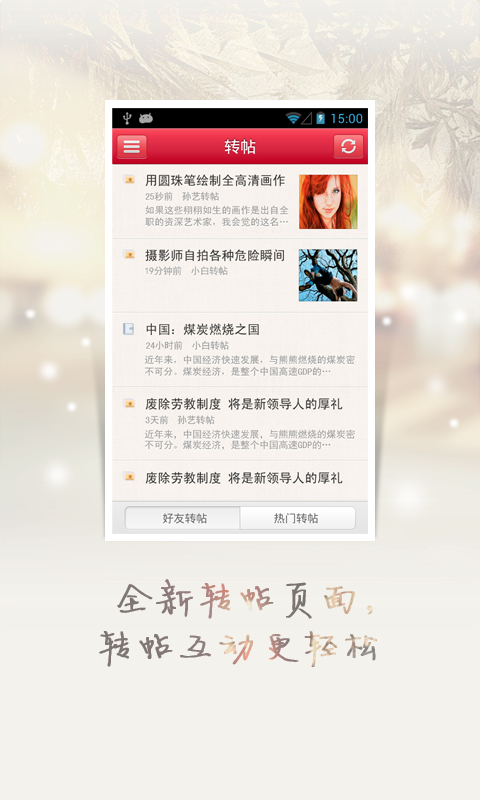 15:00
转帖
用圆珠笔绘制全高清画作
25秒前 孙艺转帖
如果这些栩栩如生的画作是出自全
职的资深艺术家，我会觉的这名…
摄影师自拍各种危险瞬间
19分钟前 小白转帖
中国：煤炭燃烧之国
24小时前 小白转帖
近年来，中国经济快速发展，与熊熊燃烧的煤炭密
不可分。煤炭经济，是整个中国高速GDP的…
废除劳教制度 将是新领导人的厚礼
3天前 孙艺转帖
近年来，中国经济快速发展，与熊熊燃烧的煤炭密
不可分。煤炭经济，是整个中国高速GDP的…
废除劳教制度 将是新领导人的厚礼
好友转帖 热门转帖
全新转帖页面，
转帖互动更轻松